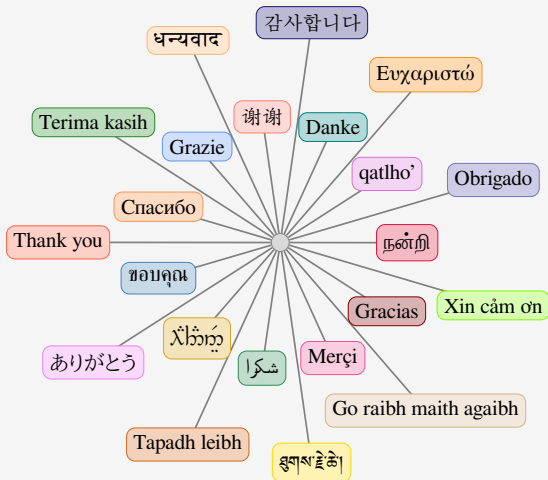 감사합니다
धन्यवाद
Ευχαριστώ
谢谢
Terima kasih
Danke
Grazie
qatlho’
Obrigado
Спасибо
Thank you
நன்றி
ขอบคุณ
Xin cảm ơn
Gracias
ありがとう
Merçi
شكرا
Go raibh maith agaibh
Tapadh leibh
ཐུགས་རྗེ་ཆེ།